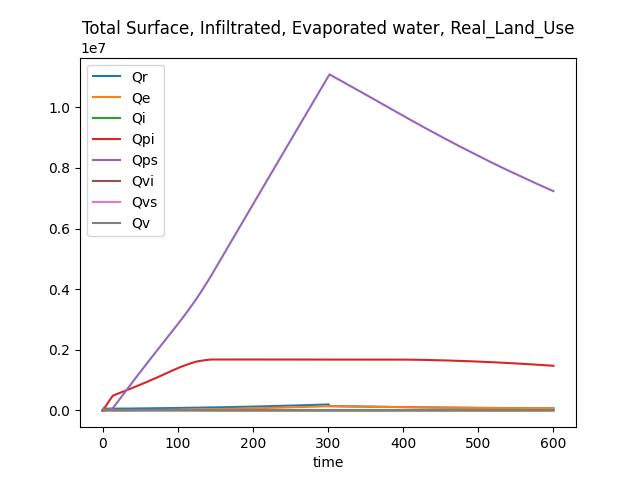 Total Surface, Infiltrated, Evaporated water, Real_Land_Use
1e7
Qr
Qe
Qi
Qpi
Qps
Qvi
Qvs
Qv
1.0
0.8
0.6
0.4
0.2
0.0
0 100 200 300 400 500 600
time